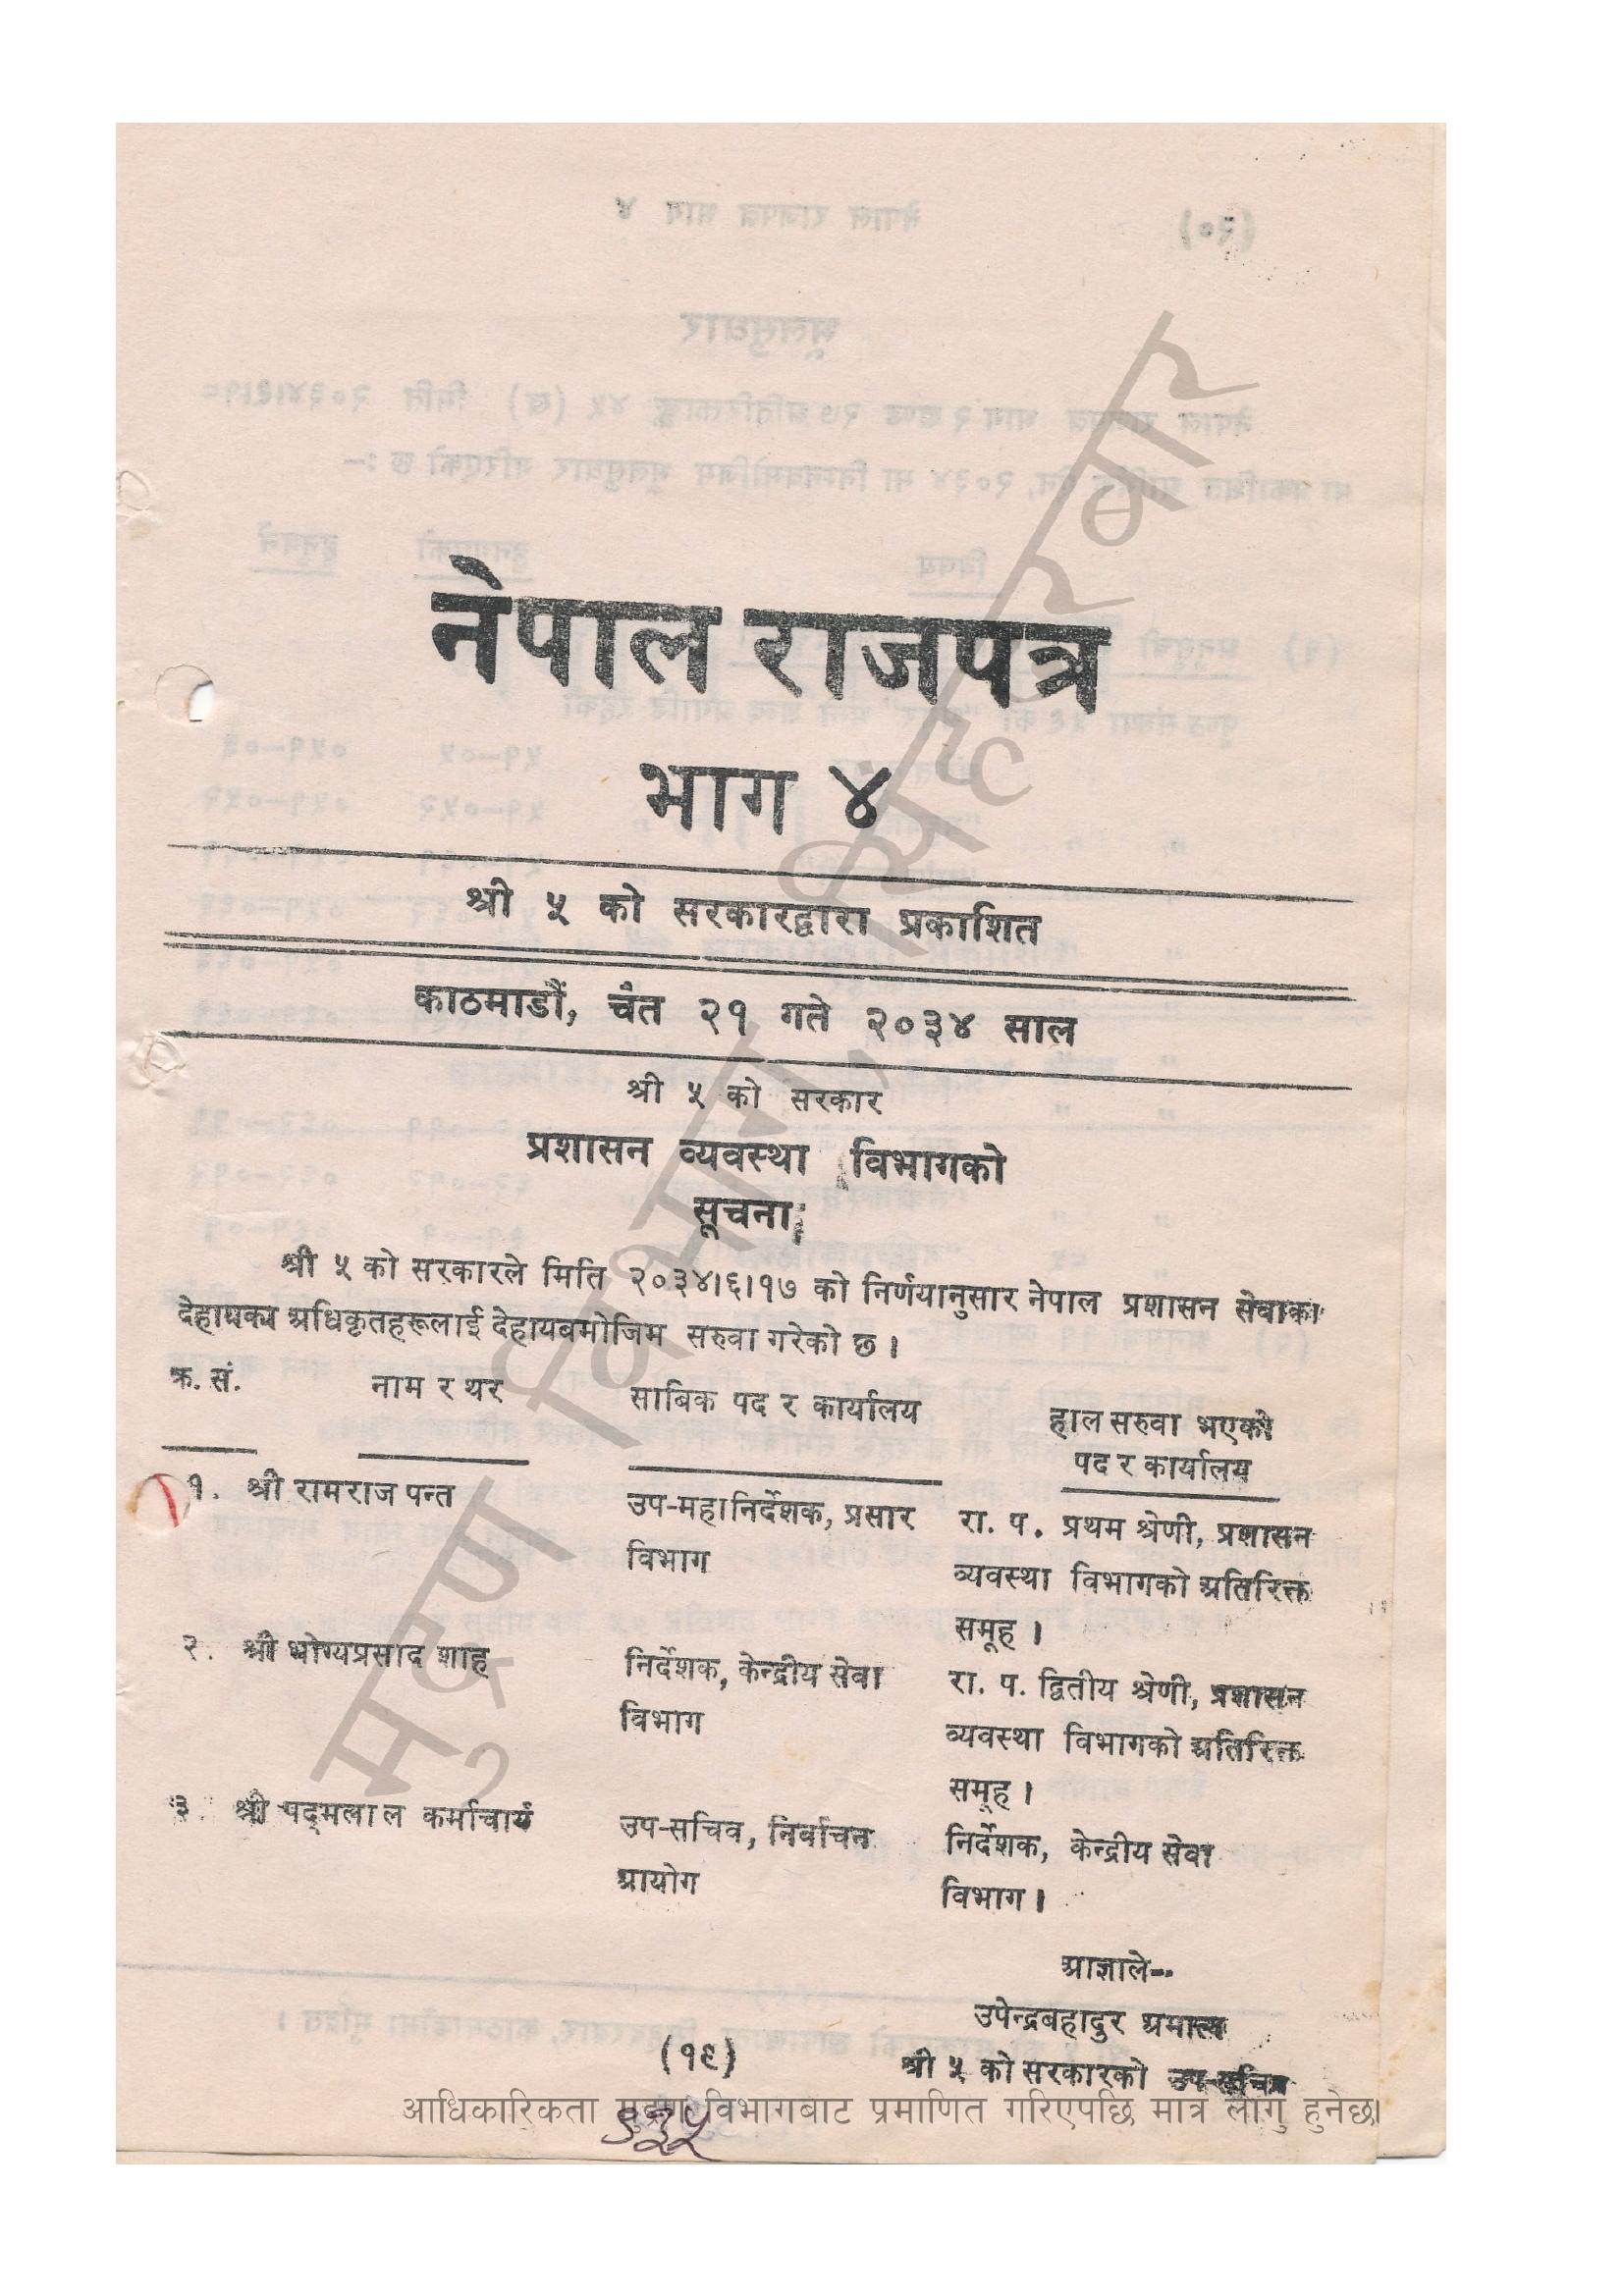 नेपाल राजपत्र
भाग ४
श्री ५ को सरकारद्वारा प्रकाशित
काठमाडौं, चैत २१ गते २०३४ साल
श्री ५ को सरकार
प्रशासन व्यवस्था विभागको
सूचना
श्री ५ को सरकारले मिति २०३४।६।१७ को निर्णयानुसार नेपाल प्रशासन सेवाका
देहायका अधिकृतहरूलाई देहायबमोजिम सरुवा गरेको छ ।
क्र. सं. नाम र थर साबिक पद र कार्यालय हाल सरुवा भएको
पद र कार्यालय
१. श्री रामराज पन्त उप-महानिर्देशक, प्रसार रा. प. प्रथम श्रेणी, प्रशासन
विभाग व्यवस्था विभागको अतिरिक्त
समूह ।
२. श्री भोग्यप्रसाद शाह निर्देशक, केन्द्रीय सेवा रा. प. द्वितीय श्रेणी, प्रशासन
विभाग व्यवस्था विभागको अतिरिक्त
समूह ।
३ श्री पद्मलाल कर्माचार्य उप-सचिव, निर्वाचन निर्देशक, केन्द्रीय सेवा
आयोग विभाग ।
आज्ञाले--
उपेन्द्रबहादुर अमात्य
(१९) श्री ५ को सरकारको उप-सचिव
आधिकारिकता मुद्रण विभागबाट प्रमाणित गरिएपछि मात्र लागु हुनेछ।
९३५
मुद्रण विभाग, सिंहदरबार